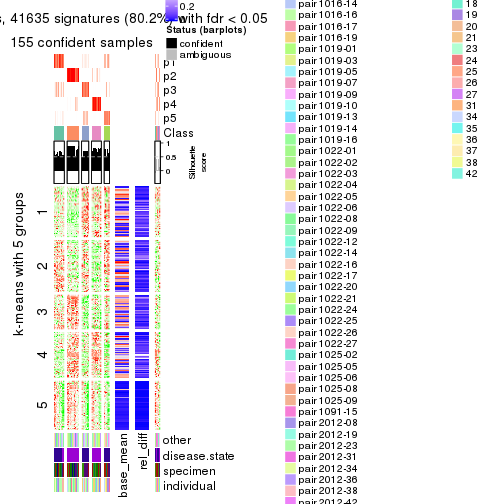 , 41635 signatures (80.2%) with fdr < 0.05
155 confident samples
0.2
Status (barplots)
confident
ambiguous
p1
p2
p3
p4
p5
Class
1
0.5
0
Silhouette
score
k-means with 5 groups
1
2
3
4
5
other
disease.state
specimen
individual
base_mean
rel_diff
pair1016-14
pair1016-16
pair1016-17
pair1016-19
pair1019-01
pair1019-03
pair1019-05
pair1019-07
pair1019-09
pair1019-10
pair1019-13
pair1019-14
pair1019-16
pair1022-01
pair1022-02
pair1022-03
pair1022-04
pair1022-05
pair1022-06
pair1022-08
pair1022-09
pair1022-12
pair1022-14
pair1022-16
pair1022-17
pair1022-20
pair1022-21
pair1022-24
pair1022-25
pair1022-26
pair1022-27
pair1025-02
pair1025-05
pair1025-06
pair1025-08
pair1025-09
pair1091-15
pair2012-08
pair2012-19
pair2012-23
pair2012-31
pair2012-34
pair2012-36
pair2012-38
pair2012-42
18
19
20
21
23
24
25
26
27
31
34
35
36
37
38
42